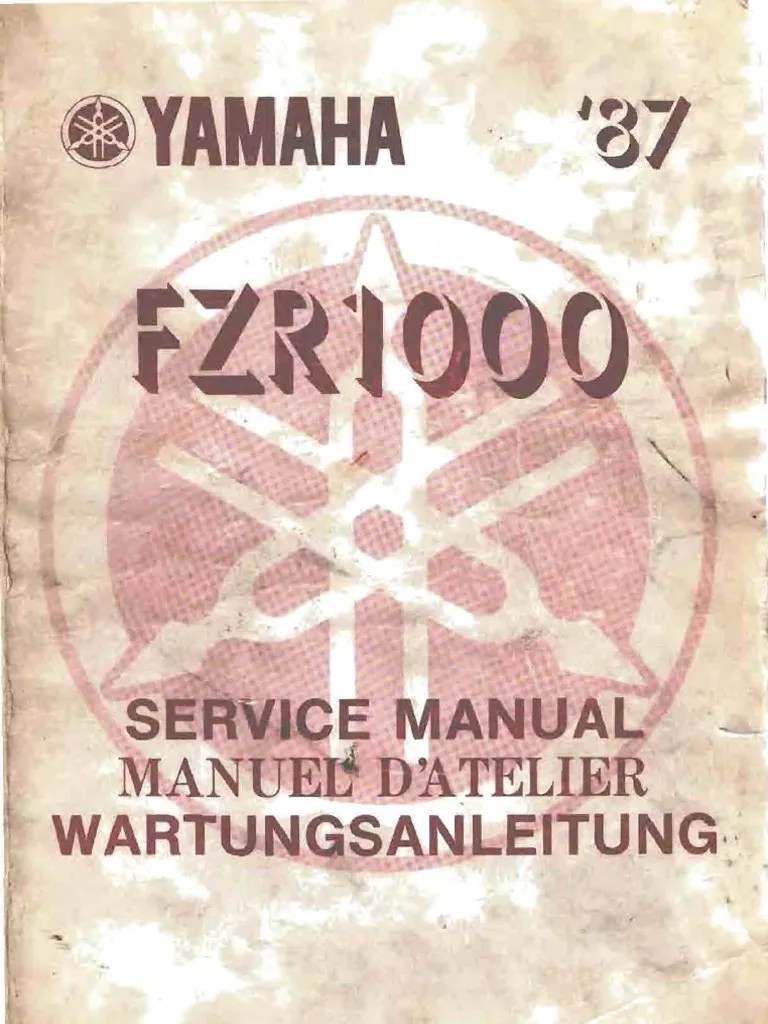 YAMAHA '87
FZR1000
SERVICE MANUAL
MANUEL D'ATELIER
WARTUNGSANLEITUNG